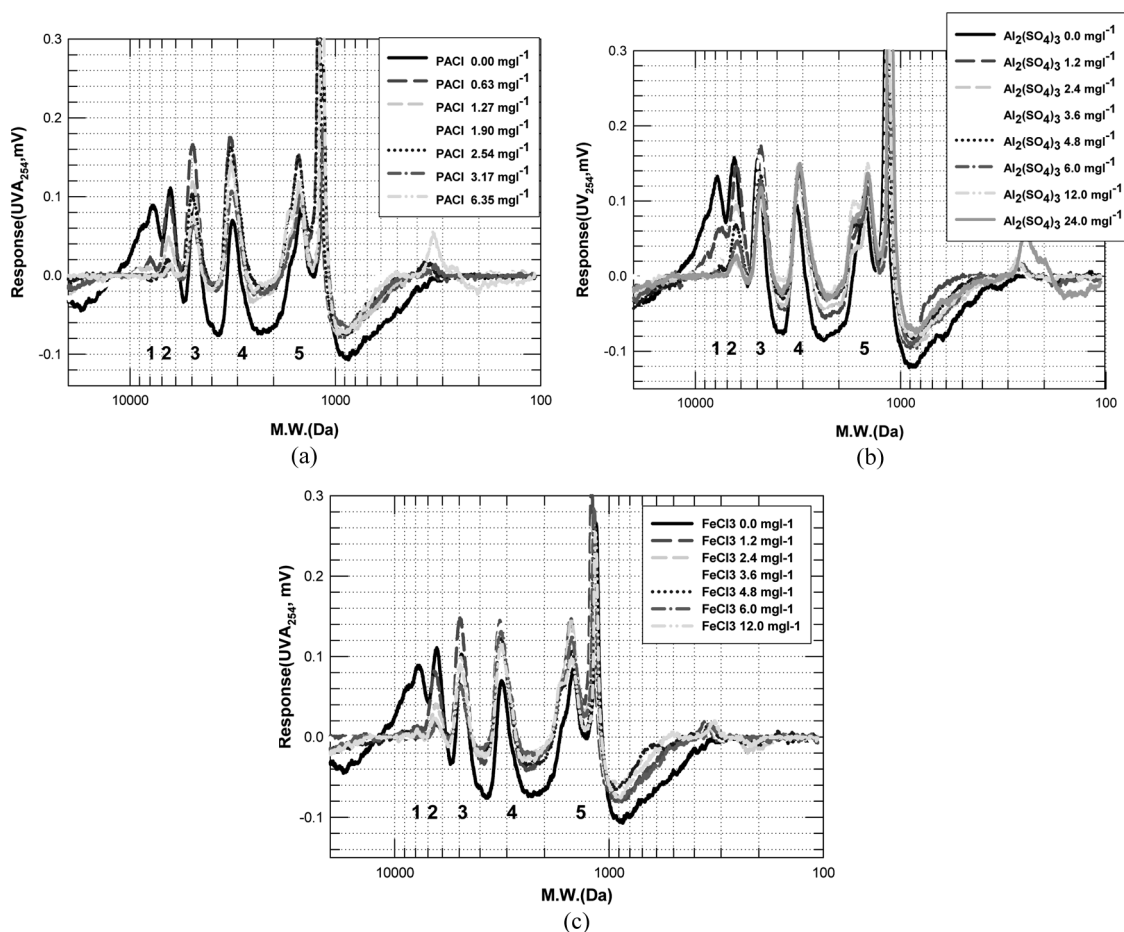 0.3
0.2
0.1
0.0
-0.1
Response(UVA254,mV)
PACl 0.00 mgl-1
PACl 0.63 mgl-1
PACl 1.27 mgl-1
PACl 1.90 mgl-1
PACl 2.54 mgl-1
PACl 3.17 mgl-1
PACl 6.35 mgl-1
1 2 3 4 5
10000 1000 100
M.W.(Da)
(a)
0.3
0.2
0.1
0.0
-0.1
Response(UV254,mV)
Al2(SO4)3 0.0 mgl-1
Al2(SO4)3 1.2 mgl-1
Al2(SO4)3 2.4 mgl-1
Al2(SO4)3 3.6 mgl-1
Al2(SO4)3 4.8 mgl-1
Al2(SO4)3 6.0 mgl-1
Al2(SO4)3 12.0 mgl-1
Al2(SO4)3 24.0 mgl-1
1 2 3 4 5
10000 1000 100
M.W.(Da)
(b)
0.3
0.2
0.1
0.0
-0.1
Response(UVA254, mV)
FeCl3 0.0 mgl-1
FeCl3 1.2 mgl-1
FeCl3 2.4 mgl-1
FeCl3 3.6 mgl-1
FeCl3 4.8 mgl-1
FeCl3 6.0 mgl-1
FeCl3 12.0 mgl-1
1 2 3 4 5
10000 1000 100
M.W.(Da)
(c)